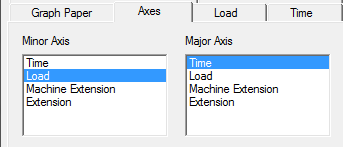 Graph Paper Axes Load Time
Minor Axis Major Axis
Time
Load
Machine Extension
Extension
Time
Load
Machine Extension
Extension